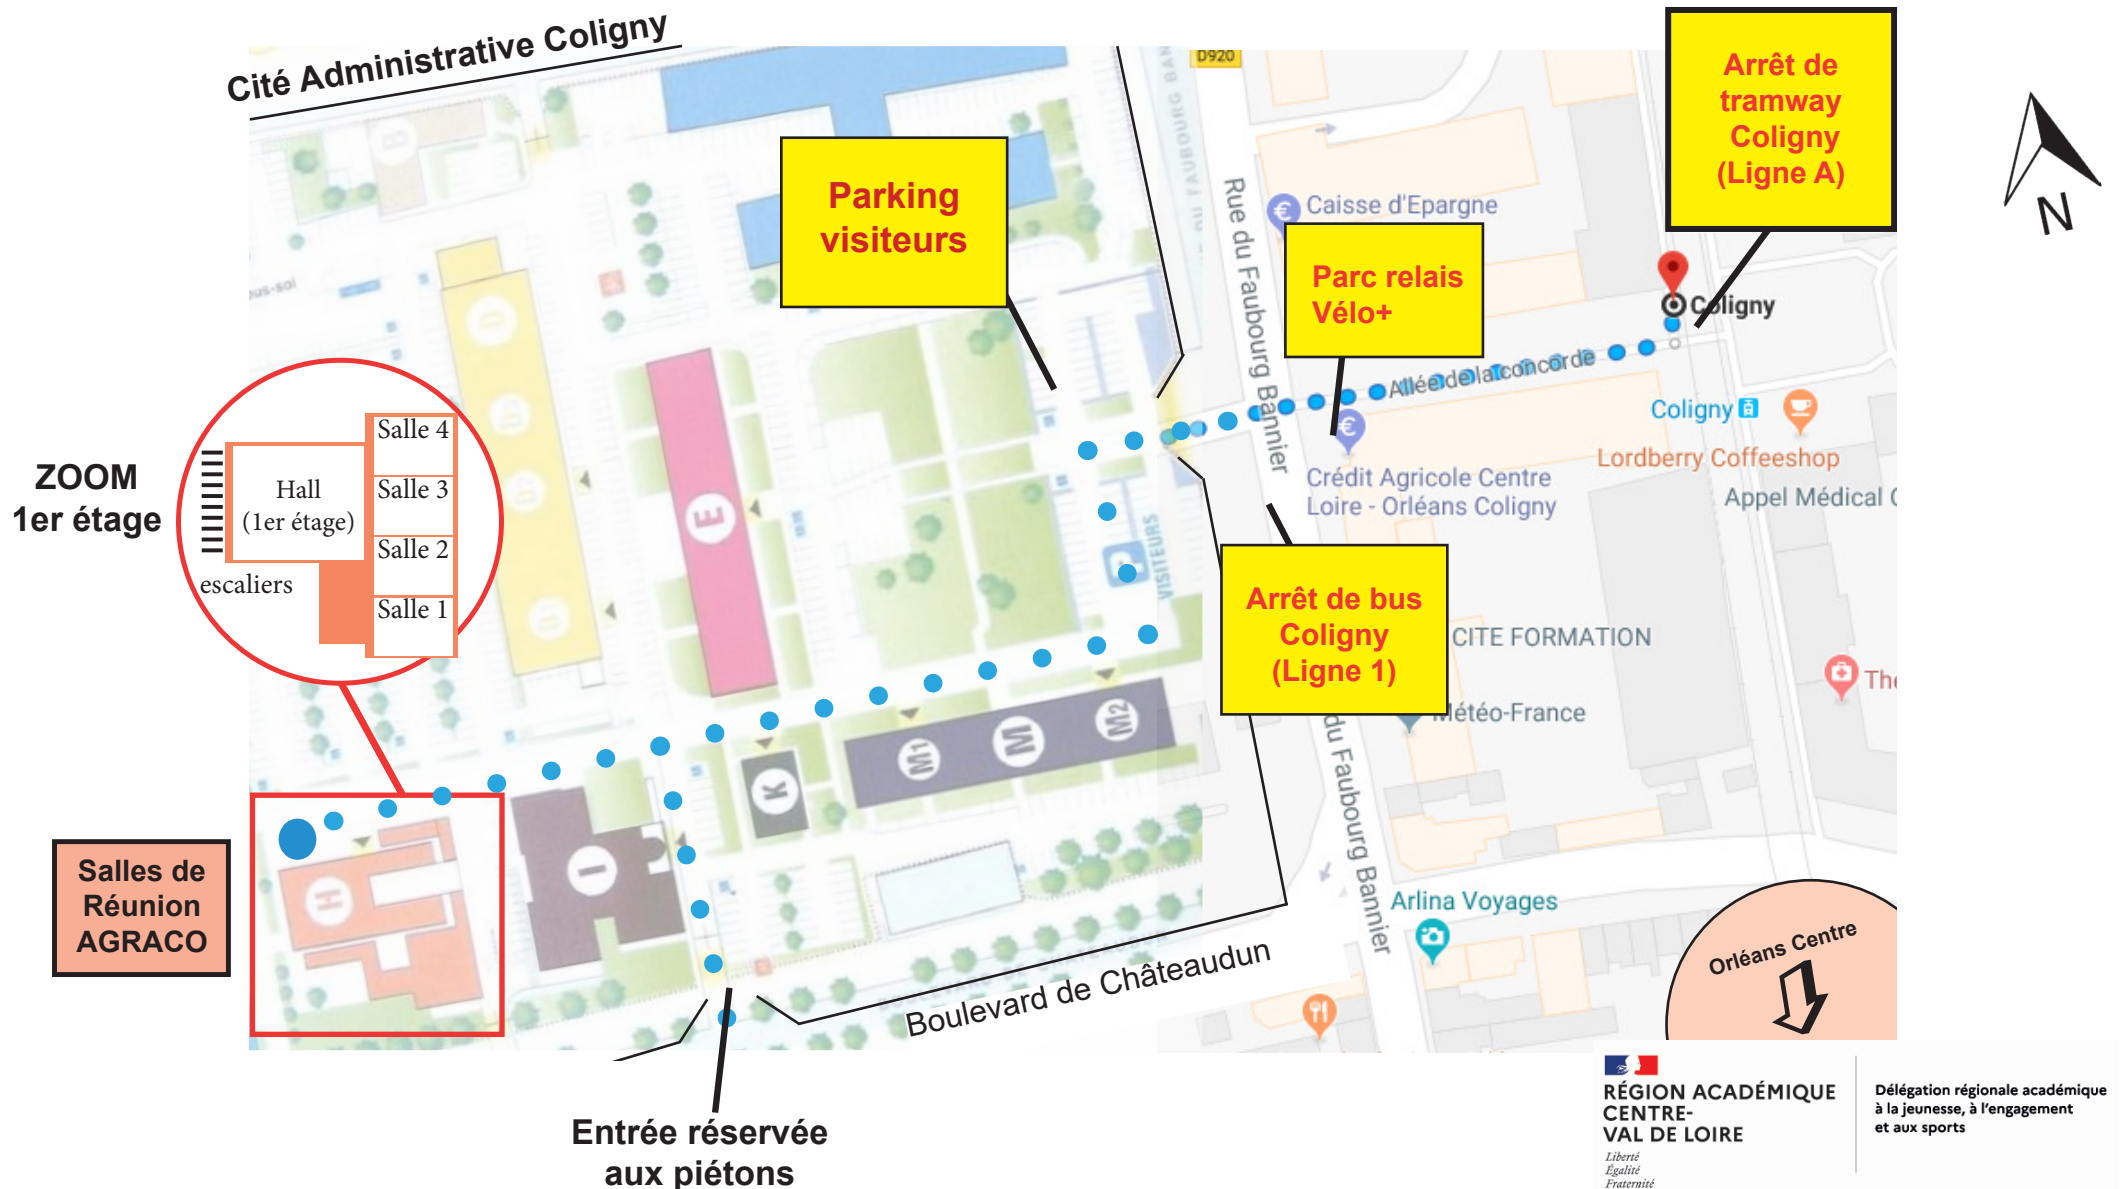 Cité Administrative Coligny
D920
Arrêt de
tramway
Coligny
(Ligne A)
N
B
Parking
visiteurs
Rue du Faubourg Bannier
Caisse d'Epargne
Parc relais
Vélo+
Coligny
Allée de la concorde
Coligny
Lordberry Coffeeshop
Crédit Agricole Centre
Loire - Orléans Coligny
Appel Médical
D
E
ZOOM
1er étage
Salle 4
Hall
(1er étage)
Salle 3
Salle 2
escaliers
Salle 1
P
VISITEURS
Arrêt de bus
Coligny
(Ligne 1)
CITE FORMATION
Météo-France
du Faubourg Bannier
M1
M
M2
K
I
H
Salles de
Réunion
AGRACO
Arlina Voyages
Boulevard de Châteaudun
Orléans Centre
Entrée réservée
aux piétons
RÉGION ACADÉMIQUE
CENTRE-
VAL DE LOIRE
Liberté
Égalité
Fraternité
Délégation régionale académique
à la jeunesse, à l'engagement
et aux sports